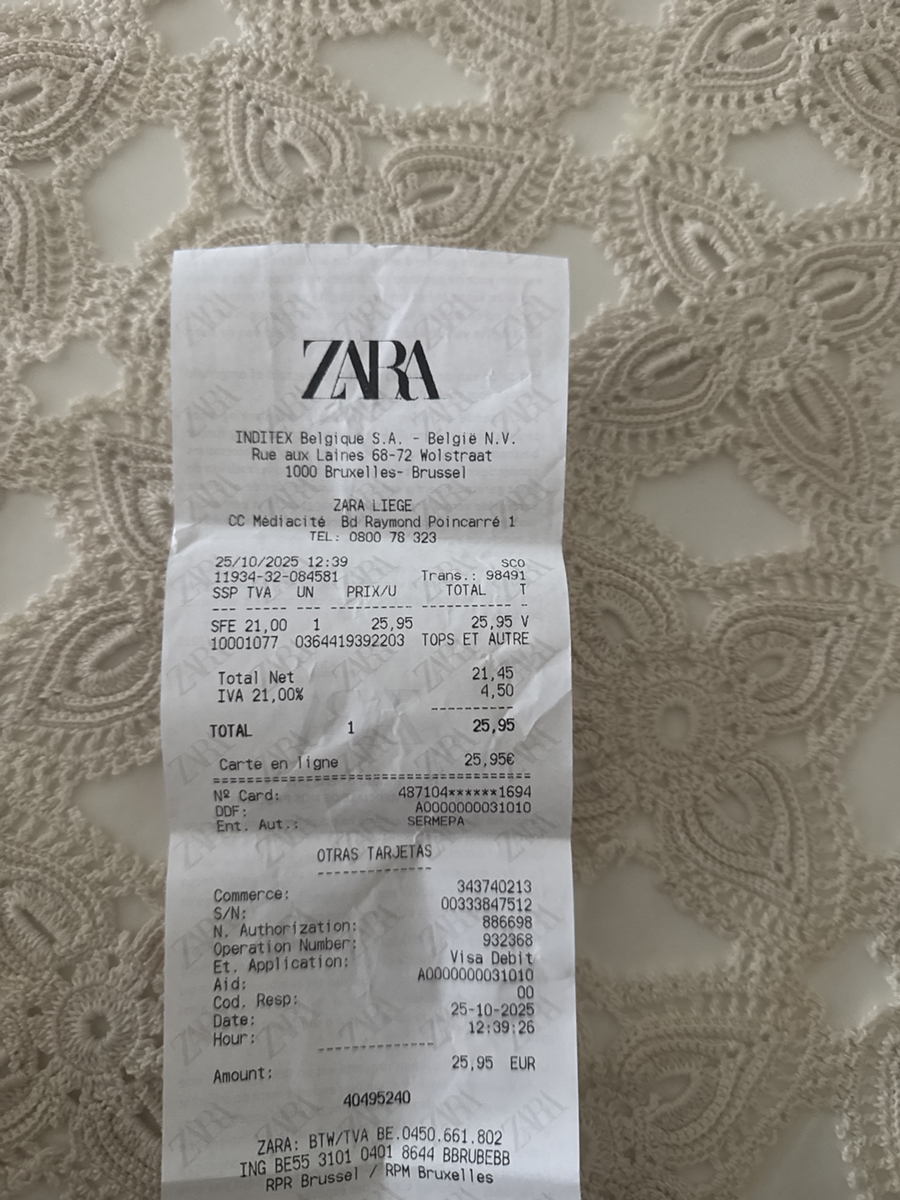 ZARA
INDITEX Belgique S.A. - België N.V.
Rue aux Laines 68-72 Wolstraat
1000 Bruxelles- Brussel
ZARA LIEGE
CC Médiacité Bd Raymond Poincarré 1
TEL: 0800 78 323
25/10/2025 12:39 SCO
11934-32-084581 Trans.: 98491
SSP TVA UN PRIX/U TOTAL T
--- --- --- ---------- ----------- --
SFE 21,00 1 25,95 25,95 V
10001077 0364419392203 TOPS ET AUTRE
Total Net 21,45
IVA 21,00% 4,50
----------
TOTAL 1 25,95
Carte en ligne 25,95€
======================================
Nº Card: 487104******1694
DDF: A0000000031010
Ent. Aut.: SERMEPA
OTRAS TARJETAS
--------------
Commerce: 343740213
S/N: 00333847512
N. Authorization: 886698
Operation Number: 932368
Et. Application: Visa Debit
Aid: A0000000031010
Cod. Resp: 00
Date: 25-10-2025
Hour: 12:39:26
--------------
Amount: 25,95 EUR
40495240
ZARA: BTW/TVA BE.0450.661.802
ING BE55 3101 0401 8644 BBRUBEBB
RPR Brussel / RPM Bruxelles